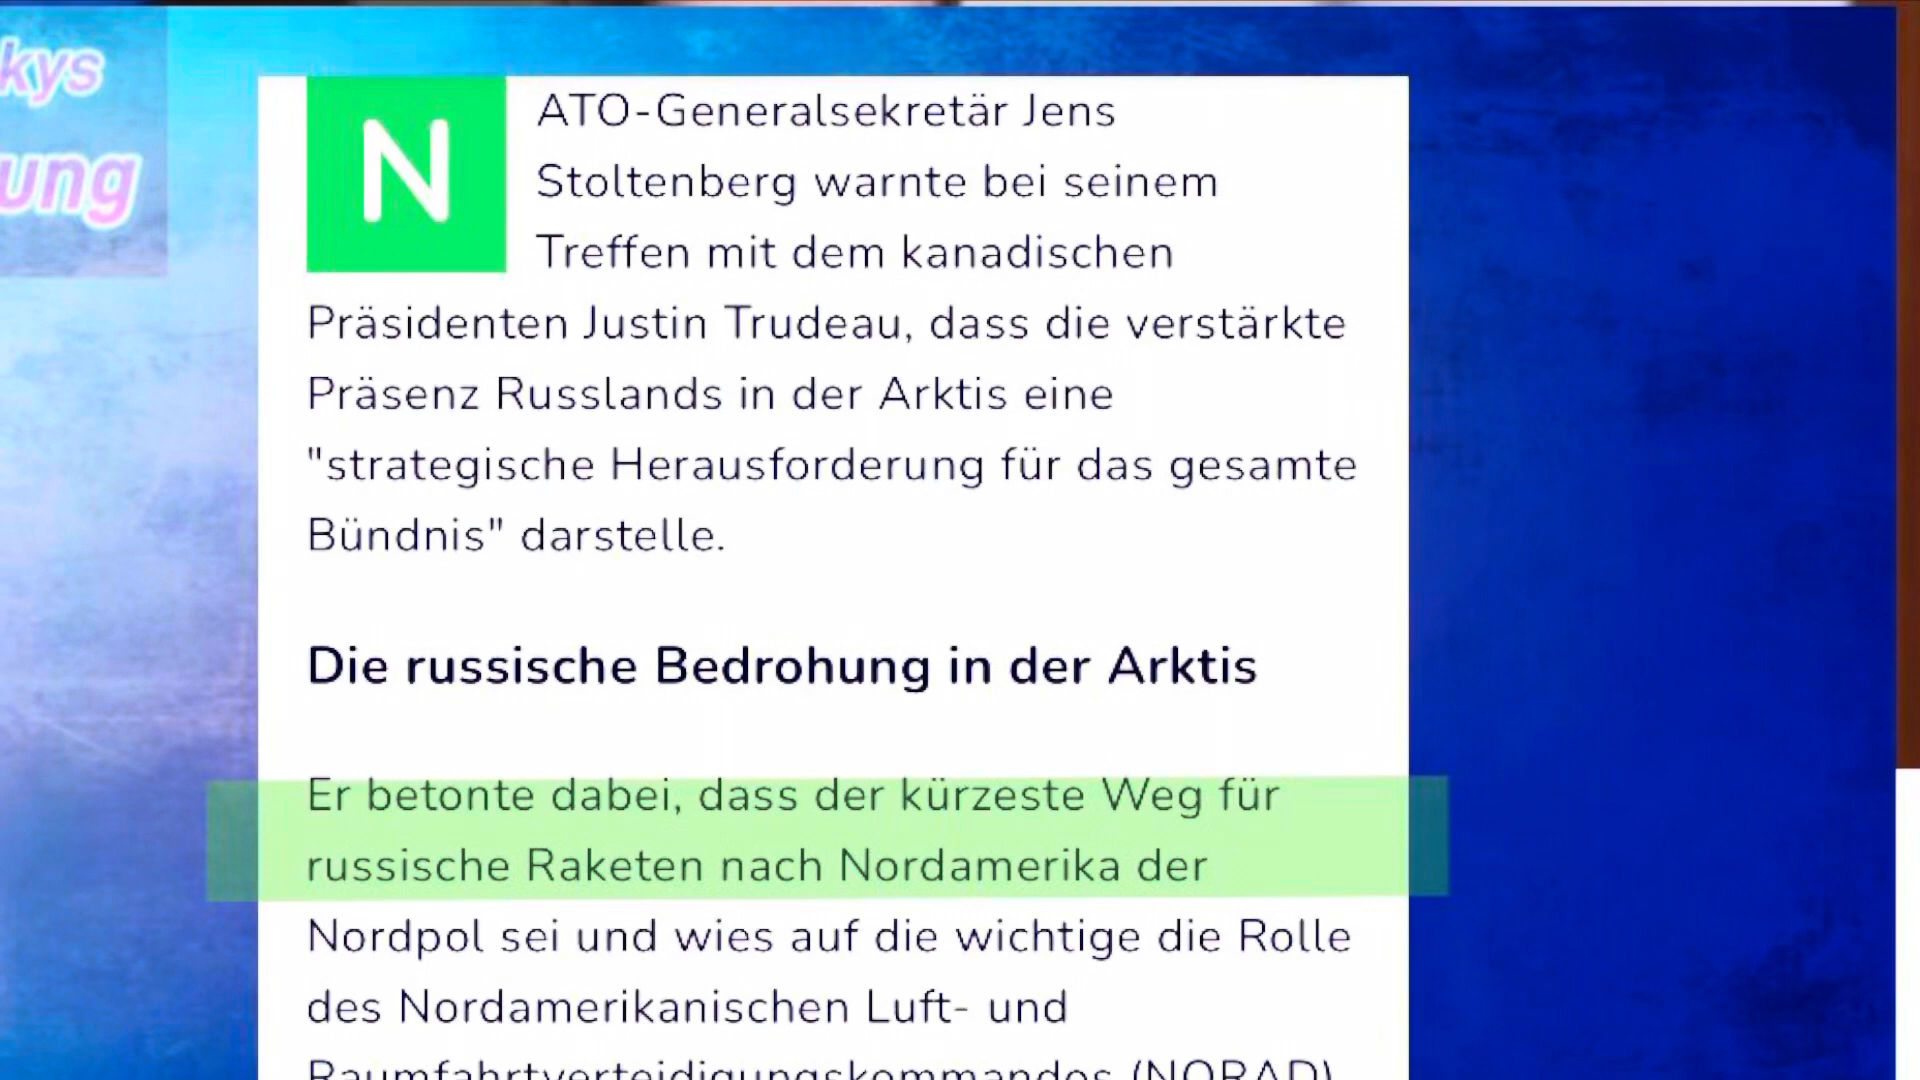 kys
ung
NATO-Generalsekretär Jens
Stoltenberg warnte bei seinem
Treffen mit dem kanadischen
Präsidenten Justin Trudeau, dass die verstärkte
Präsenz Russlands in der Arktis eine
"strategische Herausforderung für das gesamte
Bündnis" darstelle.
Die russische Bedrohung in der Arktis
Er betonte dabei, dass der kürzeste Weg für
russische Raketen nach Nordamerika der
Nordpol sei und wies auf die wichtige die Rolle
des Nordamerikanischen Luft- und
Raumfahrtverteidigungskommandos (NORAD)